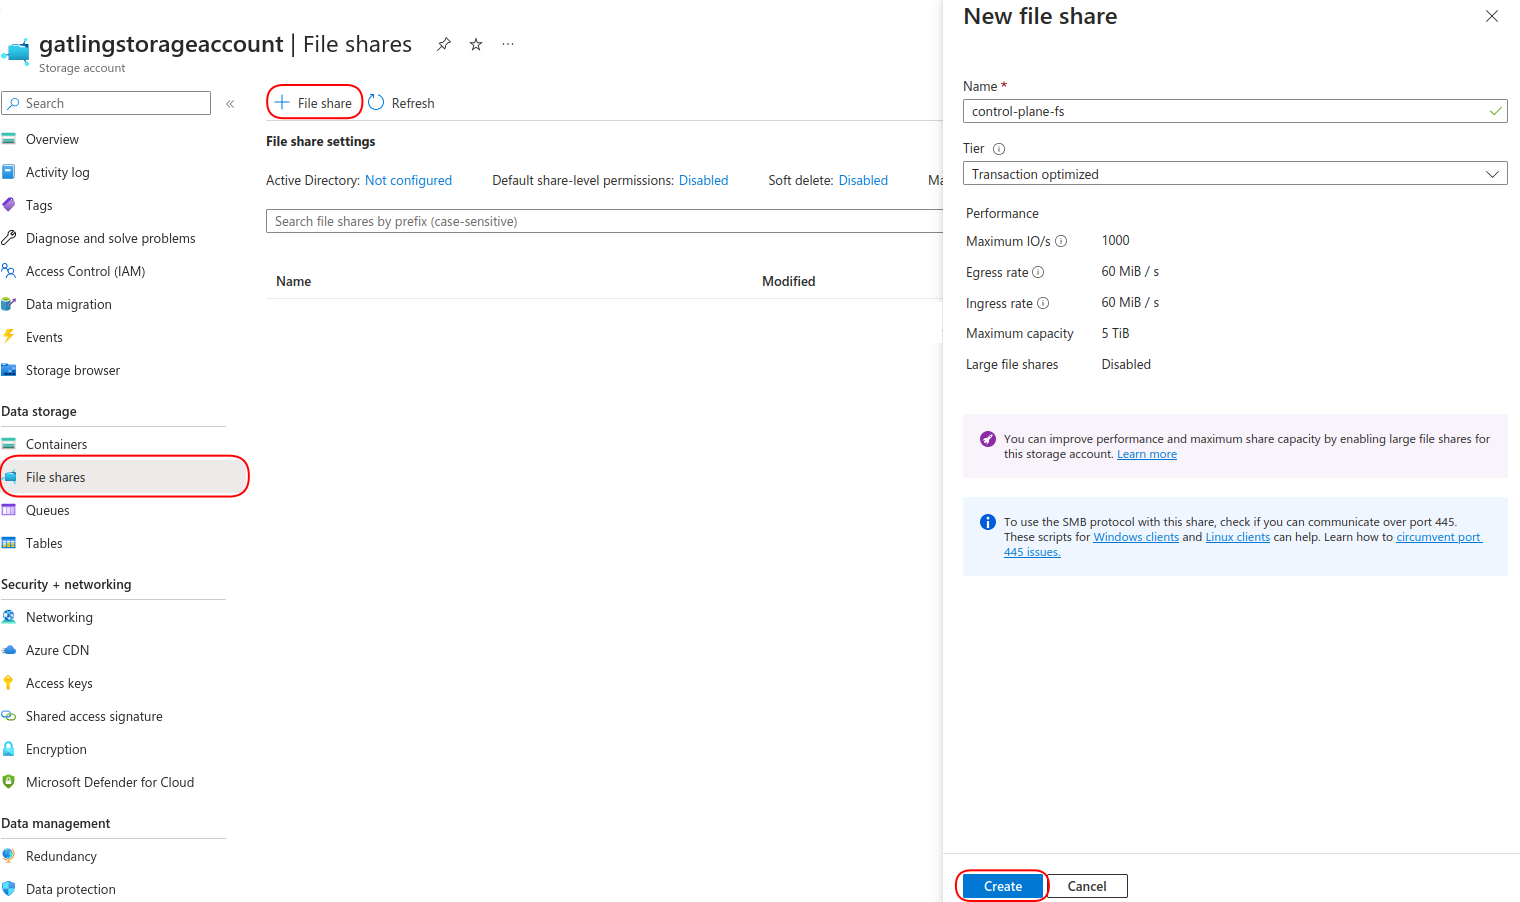 gatlingstorageaccount | File shares
Storage account
Search
Overview
Activity log
Tags
Diagnose and solve problems
Access Control (IAM)
Data migration
Events
Storage browser
Data storage
Containers
File shares
Queues
Tables
Security + networking
Networking
Azure CDN
Access keys
Shared access signature
Encryption
Microsoft Defender for Cloud
Data management
Redundancy
Data protection
File share
Refresh
File share settings
Active Directory: Not configured
Default share-level permissions: Disabled
Soft delete: Disabled
Search file shares by prefix (case-sensitive)
Name
Modified
New file share
Name *
control-plane-fs
Tier
Transaction optimized
Performance
Maximum IO/s 1000
Egress rate 60 MiB / s
Ingress rate 60 MiB / s
Maximum capacity 5 TiB
Large file shares Disabled
You can improve performance and maximum share capacity by enabling large file shares for
this storage account. Learn more
To use the SMB protocol with this share, check if you can communicate over port 445.
These scripts for Windows clients and Linux clients can help. Learn how to circumvent port
445 issues.
Create
Cancel